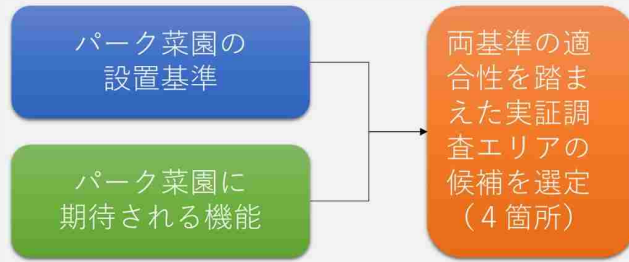 パーク菜園の
設置基準
パーク菜園に
期待される機能
両基準の適
合性を踏ま
えた実証調
査エリアの
候補を選定
（４箇所）